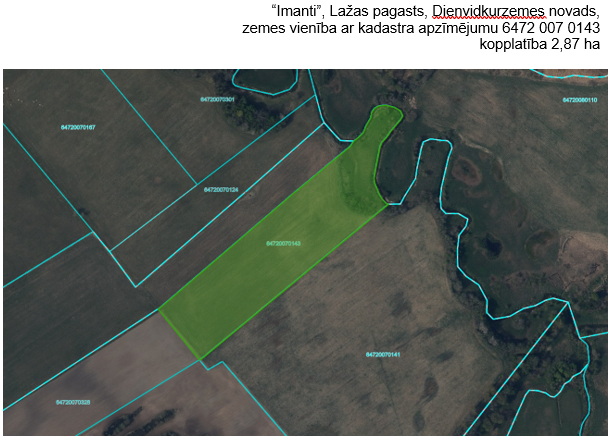 “Imanti”, Lažas pagasts, Dienvidkurzemes novads,
zemes vienība ar kadastra apzīmējumu 6472 007 0143
kopplatība 2,87 ha
64720070301
64720080110
64720070167
64720070124
64720070143
64720070141
64720070328